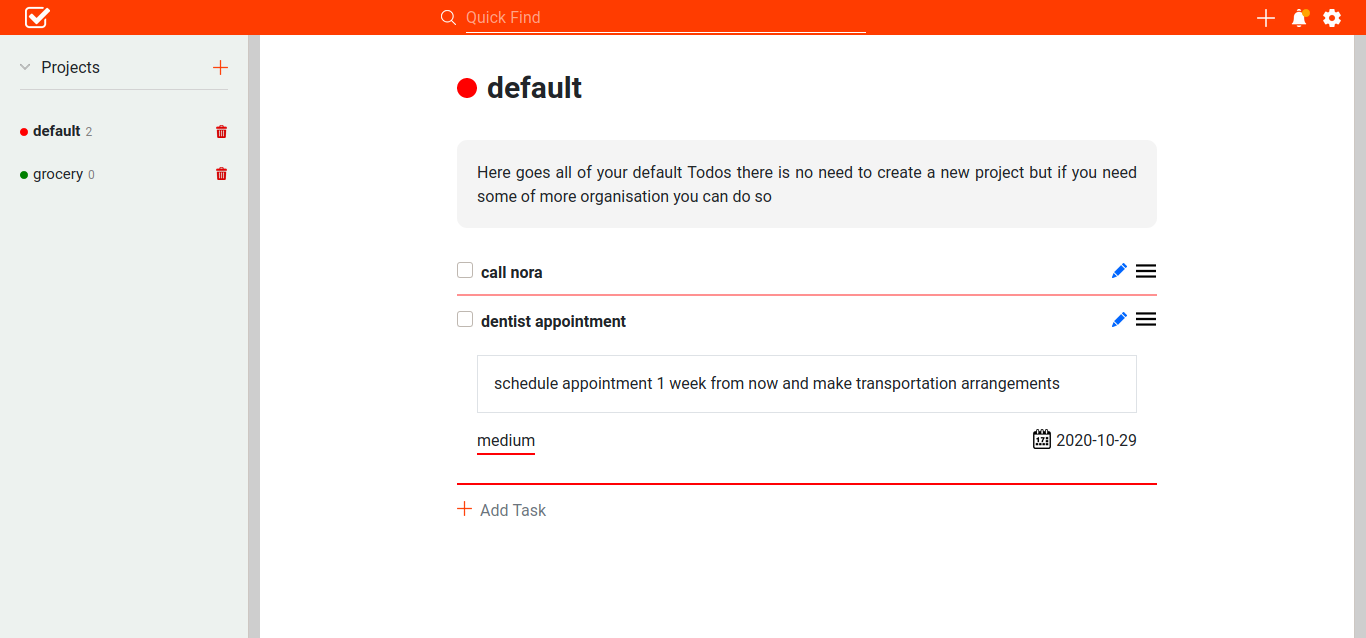 Quick Find
Projects
default 2
grocery 0
default
Here goes all of your default Todos there is no need to create a new project but if you need
some of more organisation you can do so
call nora
dentist appointment
schedule appointment 1 week from now and make transportation arrangements
medium
2020-10-29
Add Task